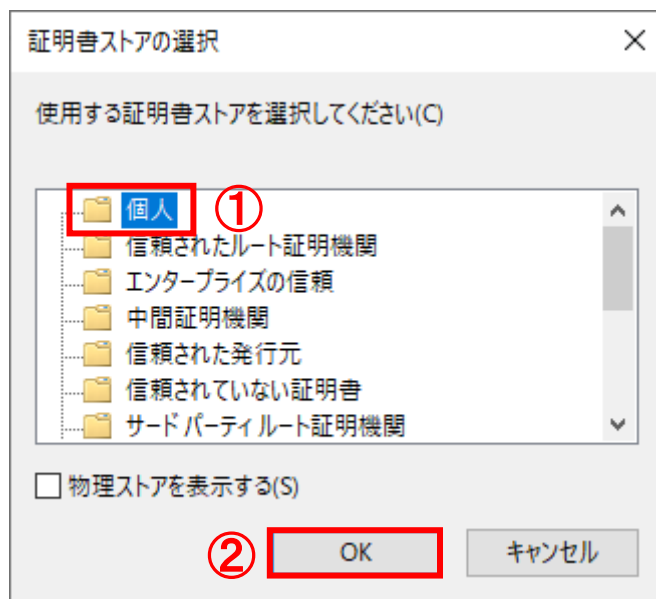 証明書ストアの選択
使用する証明書ストアを選択してください(C)
個人 ①
信頼されたルート証明機関
エンタープライズの信頼
中間証明機関
信頼された発行元
信頼されていない証明書
サード パーティ ルート証明機関
物理ストアを表示する(S)
② OK キャンセル